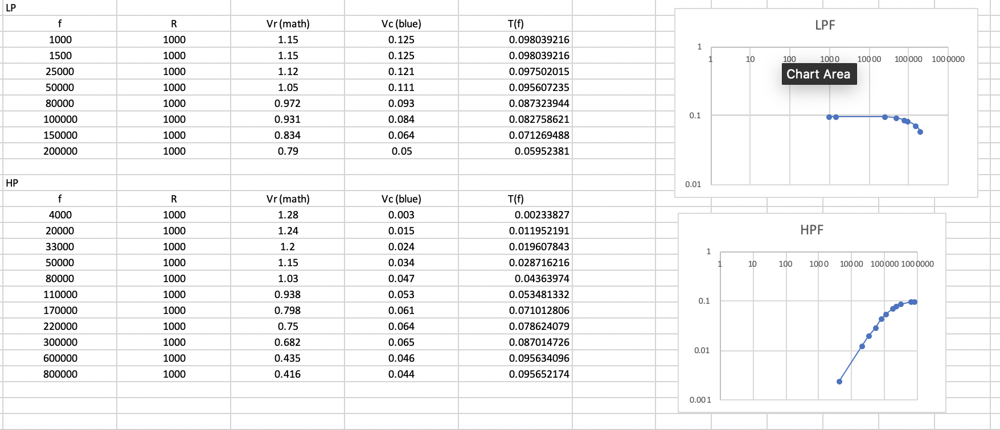 LP
f R Vr (math) Vc (blue) T(f)
1000 1000 1.15 0.125 0.098039216
1500 1000 1.15 0.125 0.098039216
25000 1000 1.12 0.121 0.097502015
50000 1000 1.05 0.111 0.095607235
80000 1000 0.972 0.093 0.087323944
100000 1000 0.931 0.084 0.082758621
150000 1000 0.834 0.064 0.071269488
200000 1000 0.79 0.05 0.05952381
HP
f R Vr (math) Vc (blue) T(f)
4000 1000 1.28 0.003 0.00233827
20000 1000 1.24 0.015 0.011952191
33000 1000 1.2 0.024 0.019607843
50000 1000 1.15 0.034 0.028716216
80000 1000 1.03 0.047 0.04363974
110000 1000 0.938 0.053 0.053481332
170000 1000 0.798 0.061 0.071012806
220000 1000 0.75 0.064 0.078624079
300000 1000 0.682 0.065 0.087014726
600000 1000 0.435 0.046 0.095634096
800000 1000 0.416 0.044 0.095652174
LPF
1
1 10 100 1000 10000 100000 1000000
Chart Area
0.1
0.01
HPF
1
1 10 100 1000 10000 100000 1000000
0.1
0.01
0.001